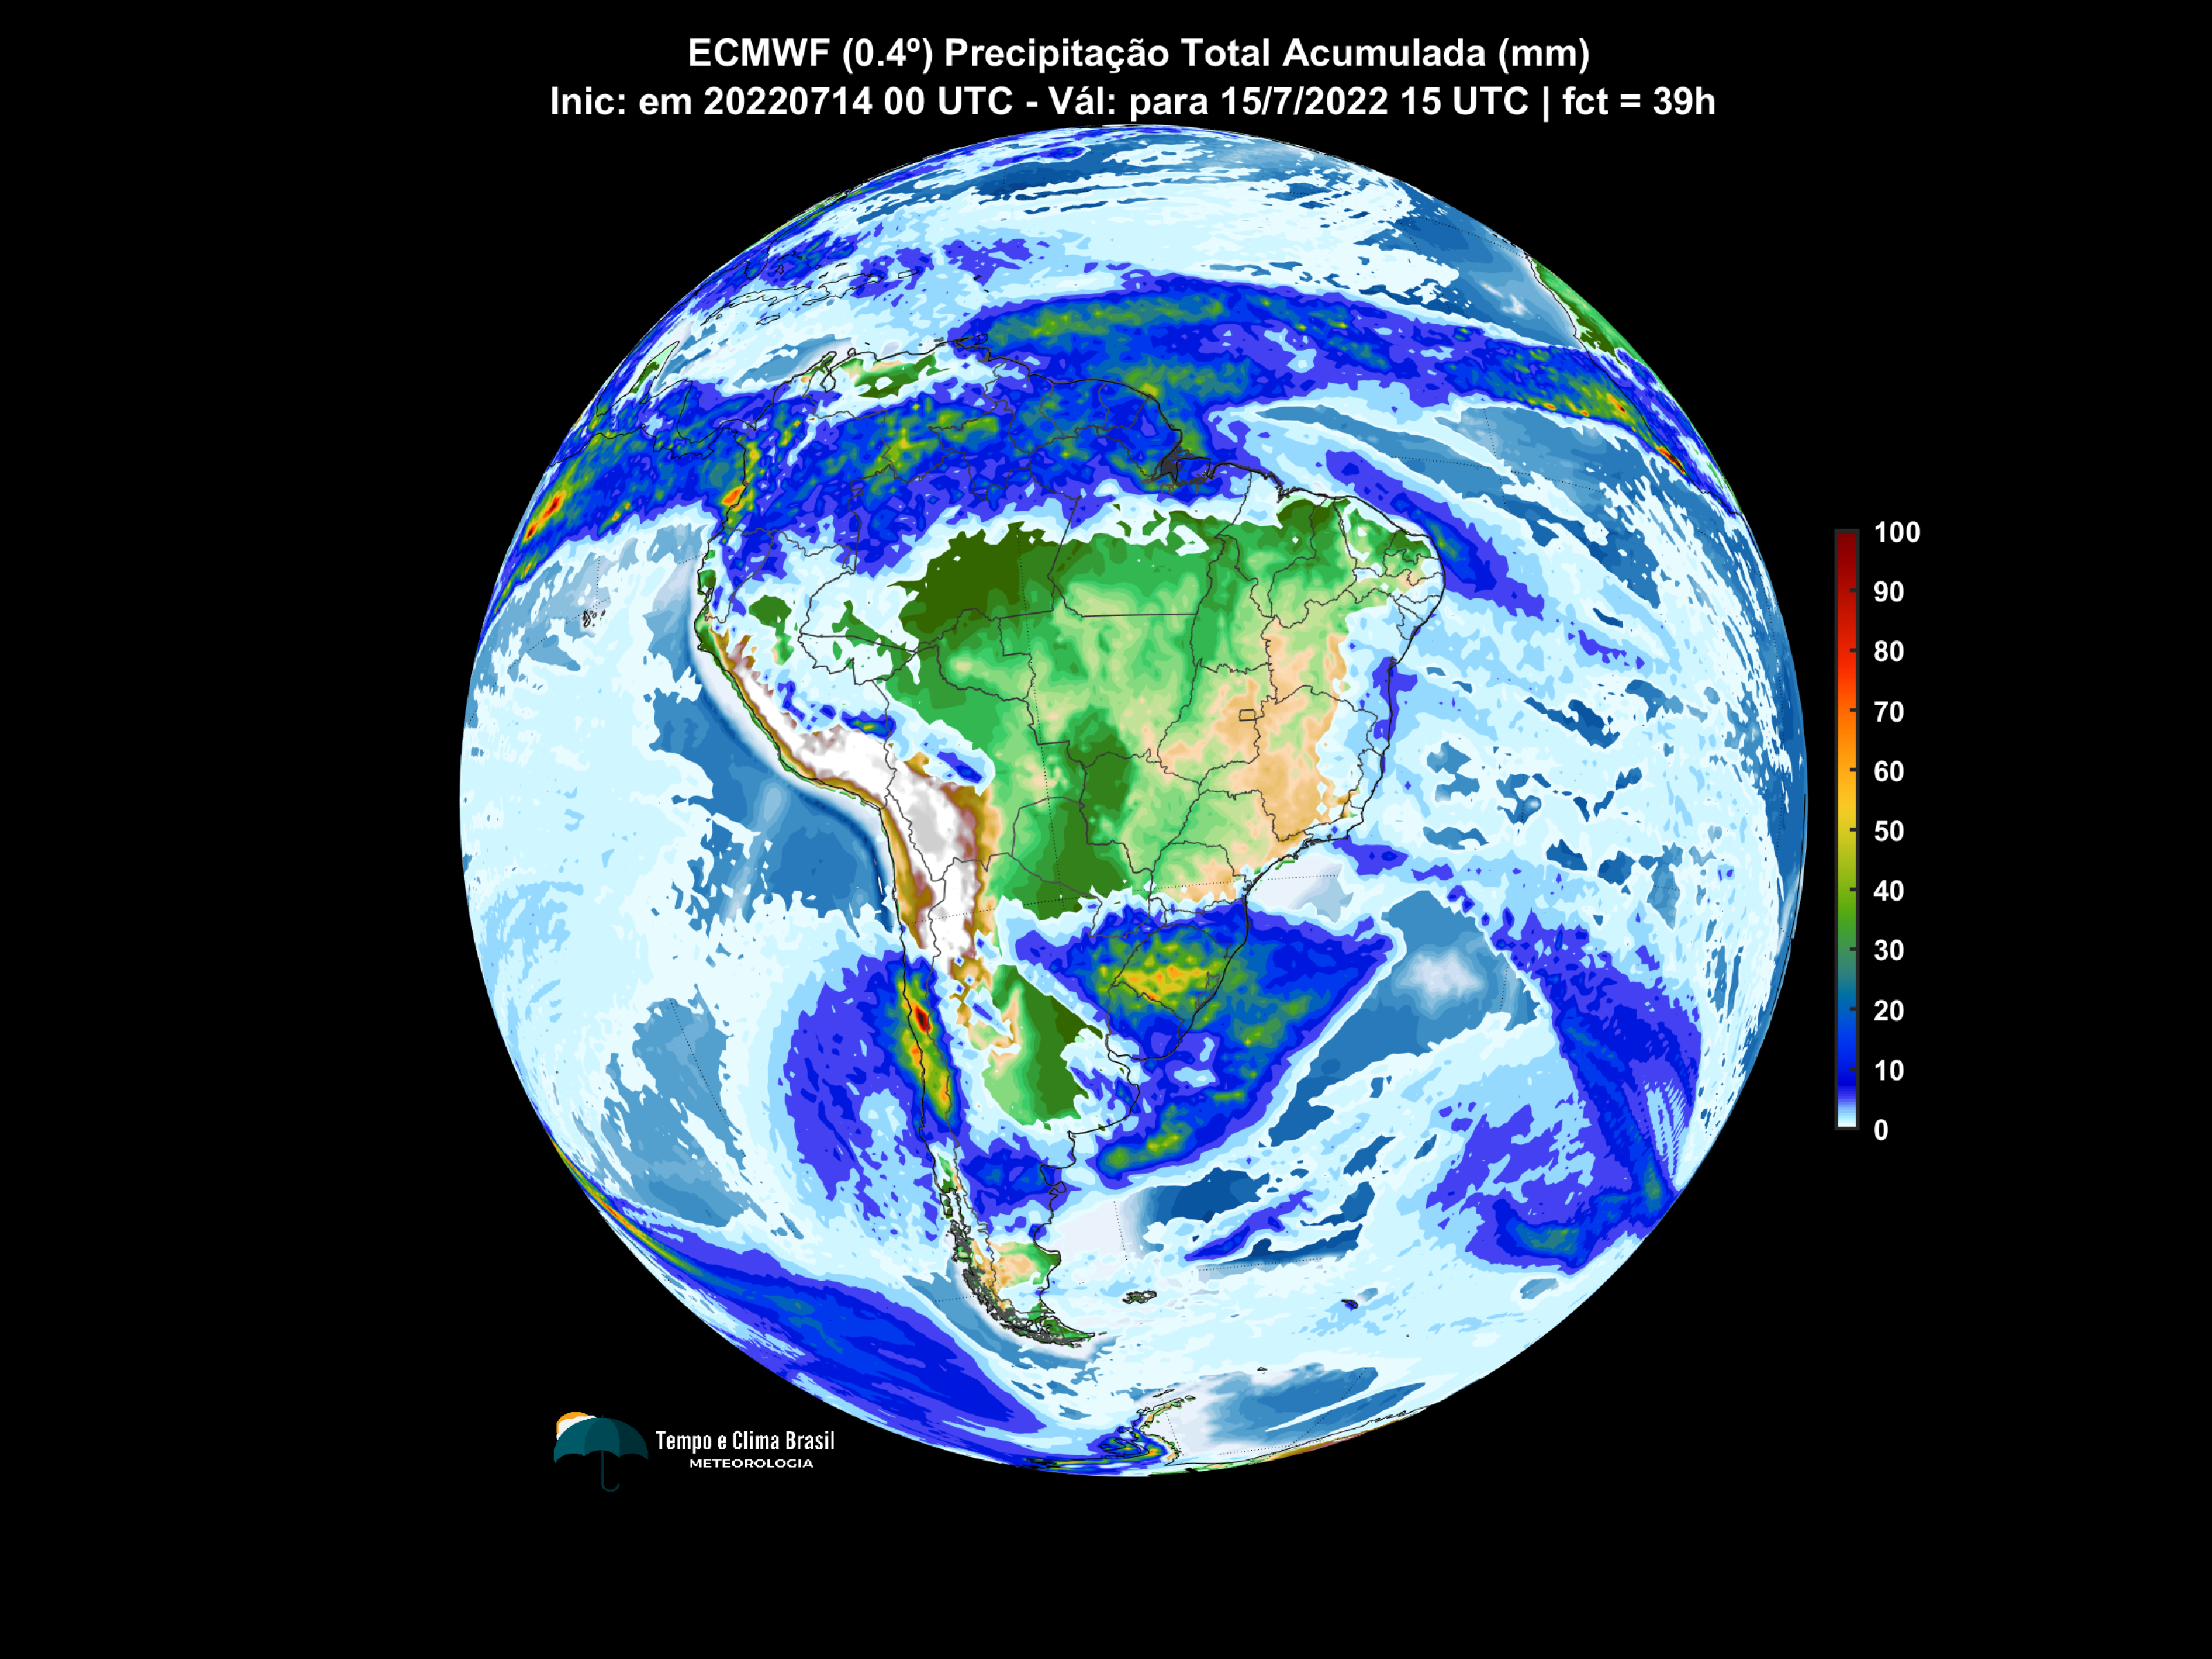 ECMWF (0.4º) Precipitação Total Acumulada (mm)
Inic: em 20220714 00 UTC - Vál: para 15/7/2022 15 UTC | fct = 39h
100
90
80
70
60
50
40
30
20
10
0
Tempo e Clima Brasil
METEOROLOGIA